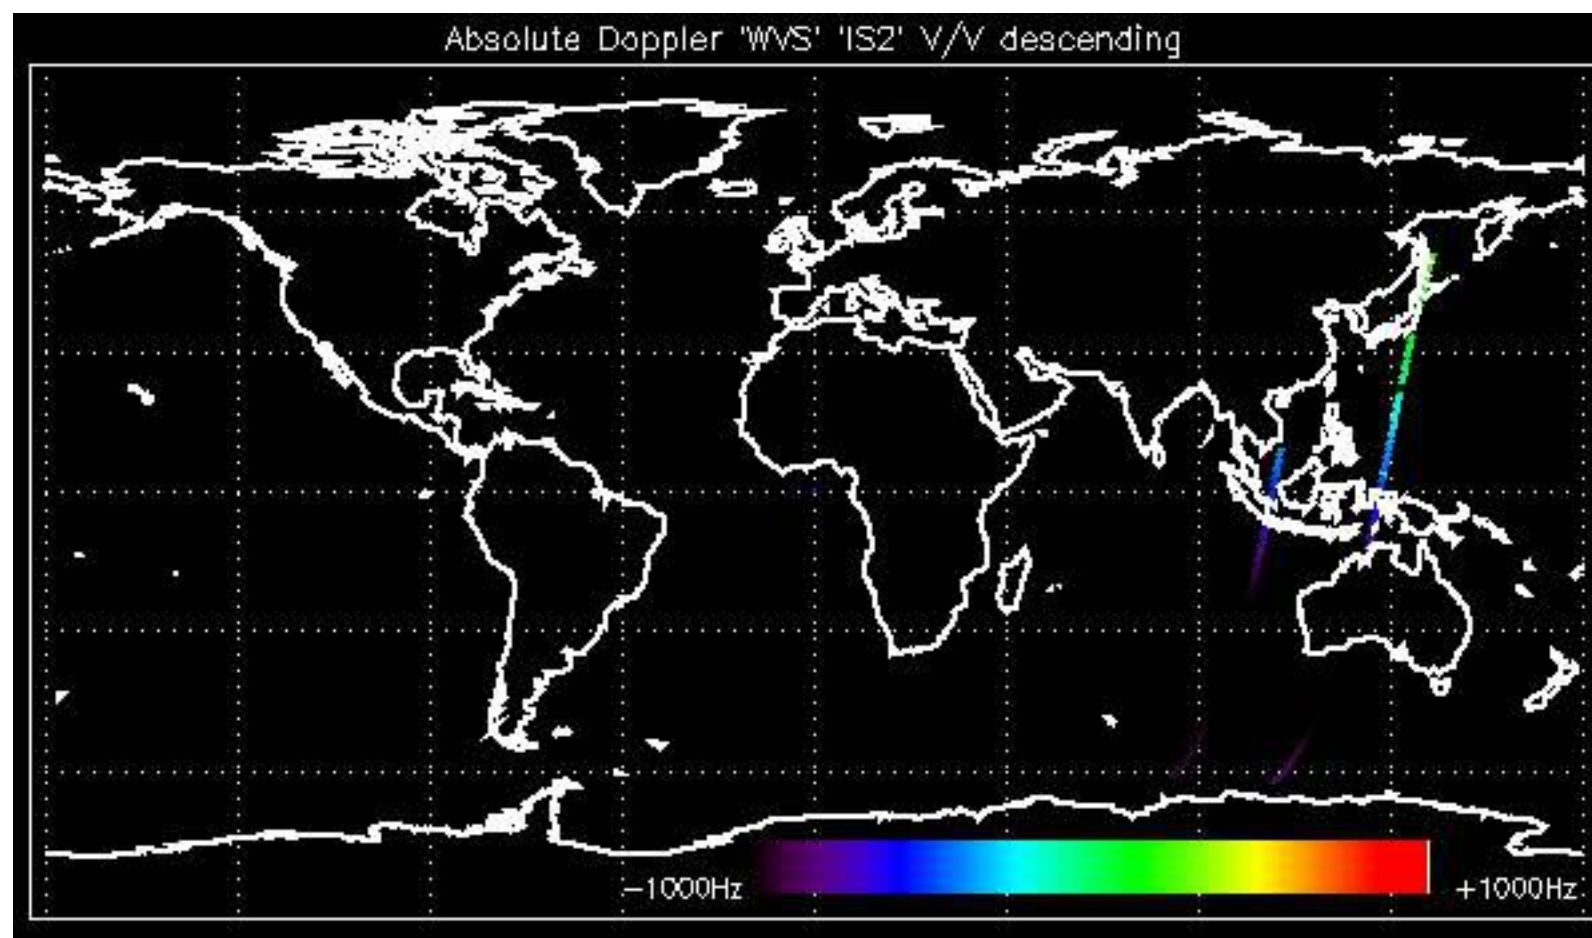 Absolute Doppler 'WVS' 'IS2' V/V descending
-1000Hz
+1000Hz